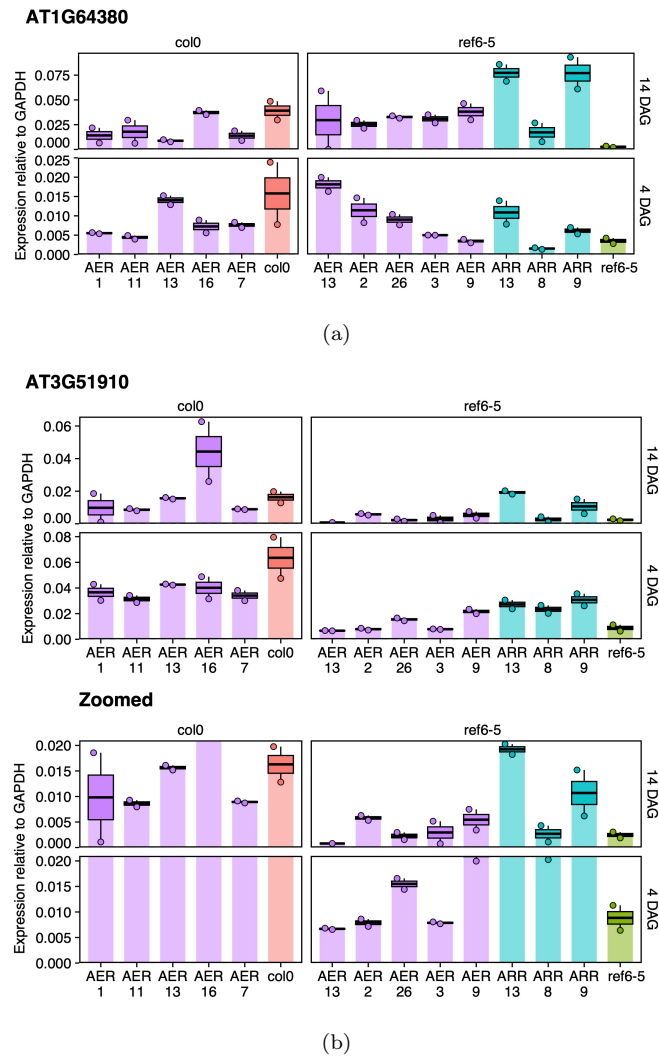 AT1G64380
col0 ref6-5
Expression relative to GAPDH
0.075
0.050
0.025
0.000
14 DAG
0.025
0.020
0.015
0.010
0.005
0.000
4 DAG
AER 1 AER 11 AER 13 AER 16 AER 7 col0 AER 13 AER 2 AER 26 AER 3 AER 9 ARR 13 ARR 8 ARR 9 ref6-5
(a)
AT3G51910
col0 ref6-5
Expression relative to GAPDH
0.06
0.04
0.02
0.00
14 DAG
0.08
0.06
0.04
0.02
0.00
4 DAG
AER 1 AER 11 AER 13 AER 16 AER 7 col0 AER 13 AER 2 AER 26 AER 3 AER 9 ARR 13 ARR 8 ARR 9 ref6-5
Zoomed
col0 ref6-5
Expression relative to GAPDH
0.020
0.015
0.010
0.005
0.000
14 DAG
0.020
0.015
0.010
0.005
0.000
4 DAG
AER 1 AER 11 AER 13 AER 16 AER 7 col0 AER 13 AER 2 AER 26 AER 3 AER 9 ARR 13 ARR 8 ARR 9 ref6-5
(b)